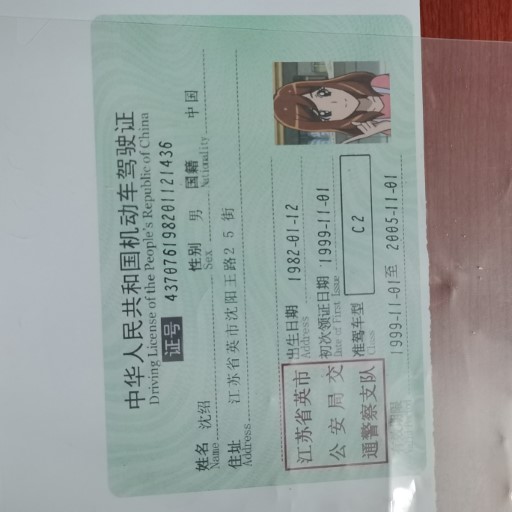 中华人民共和国机动车驾驶证
Driving License of the People's Republic of China
证号 437076198201121436
姓名 沈绍 性别 男 国籍 中国
Name Sex Nationality
住址 江苏省英市沈阳王路25街
Address
出生日期 1982-01-12
Address
初次领证日期 1999-11-01
Date of First Issue
准驾车型 C2
Class
1999-11-01至 2005-11-01
江苏省英市
公安局交
通警察支队